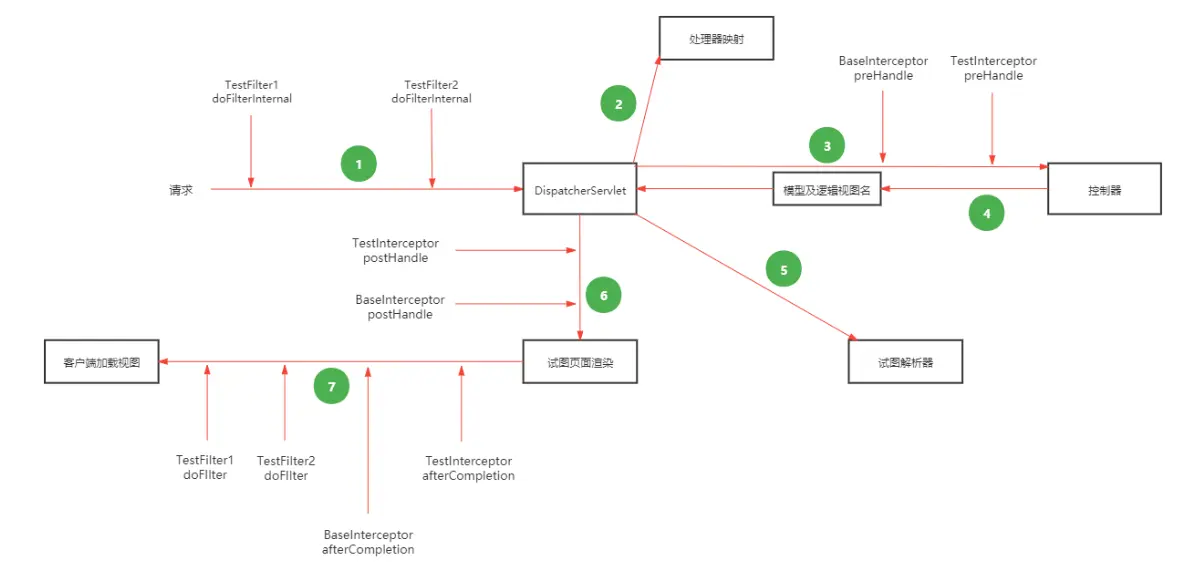 处理器映射
BaseInterceptor
preHandle
TestInterceptor
preHandle
TestFilter1
doFilterInternal
TestFilter2
doFilterInternal
2
3
1
请求
DispatcherServlet
模型及逻辑视图名
控制器
4
TestInterceptor
postHandle
5
BaseInterceptor
postHandle
6
客户端加载视图
试图页面渲染
试图解析器
7
TestFilter1
doFIlter
TestFilter2
doFIlter
TestInterceptor
afterCompletion
BaseInterceptor
afterCompletion